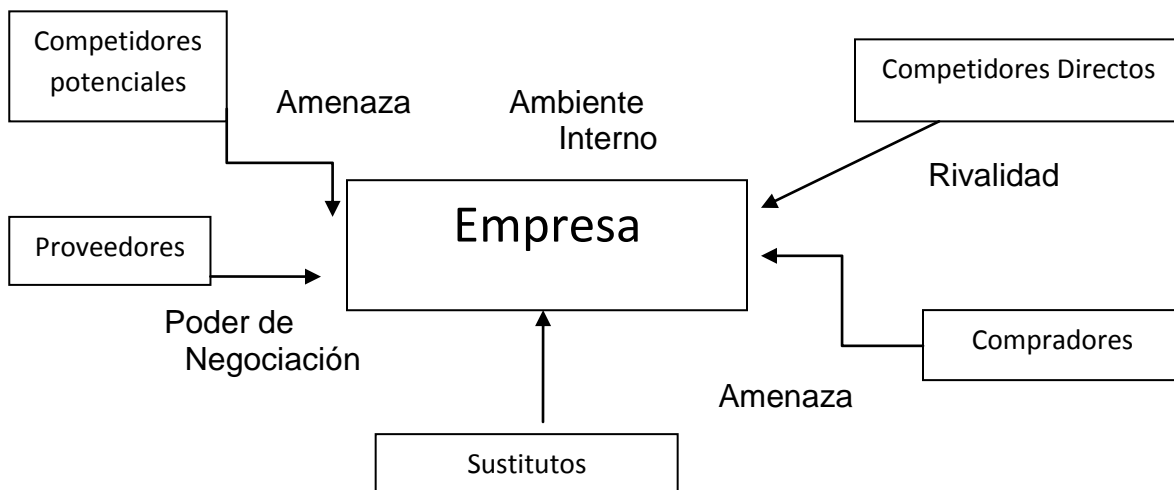 Competidores
potenciales
Competidores Directos
Amenaza
Ambiente
Interno
Rivalidad
Empresa
Proveedores
Poder de
Negociación
Compradores
Amenaza
Sustitutos